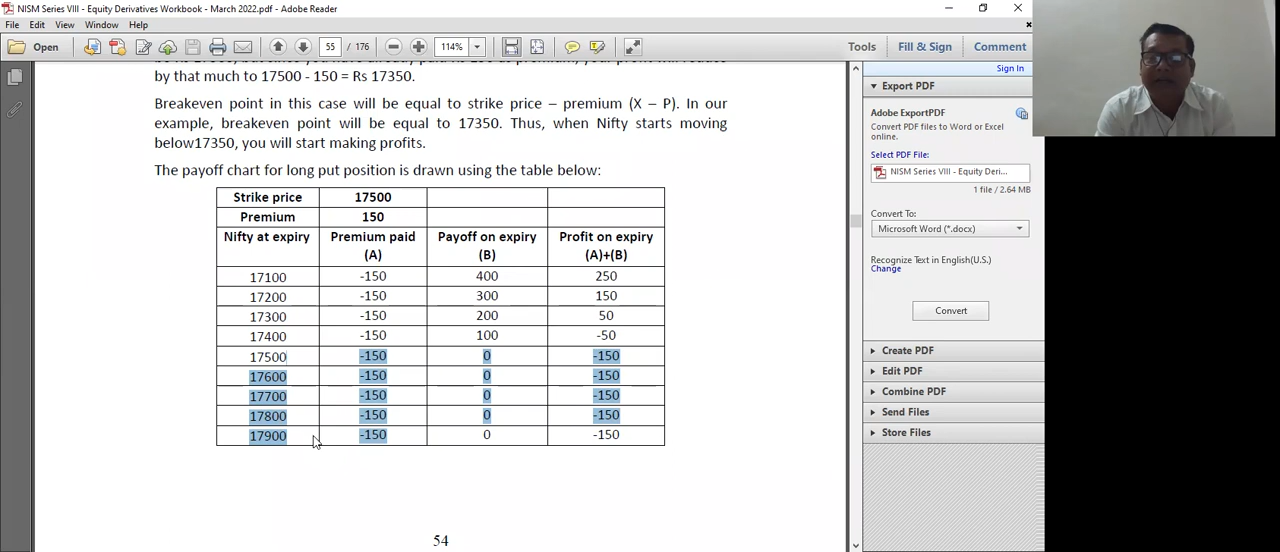 NISM Series VIII - Equity Derivatives Workbook - March 2022.pdf - Adobe Reader
File Edit View Window Help
Open 55 / 176 114% Tools Fill & Sign Comment
by that much to 17500 - 150 = Rs 17350.
Breakeven point in this case will be equal to strike price – premium (X – P). In our
example, breakeven point will be equal to 17350. Thus, when Nifty starts moving
below17350, you will start making profits.
The payoff chart for long put position is drawn using the table below:
Strike price 17500
Premium 150
Nifty at expiry Premium paid (A) Payoff on expiry (B) Profit on expiry (A)+(B)
17100 -150 400 250
17200 -150 300 150
17300 -150 200 50
17400 -150 100 -50
17500 -150 0 -150
17600 -150 0 -150
17700 -150 0 -150
17800 -150 0 -150
17900 -150 0 -150
54
Sign In
Export PDF
Adobe ExportPDF
Convert PDF files to Word or Excel
online.
Select PDF File:
NISM Series VIII - Equity Deri...
1 file / 2.64 MB
Convert To:
Microsoft Word (*.docx)
Recognize Text in English(U.S.)
Change
Convert
Create PDF
Edit PDF
Combine PDF
Send Files
Store Files